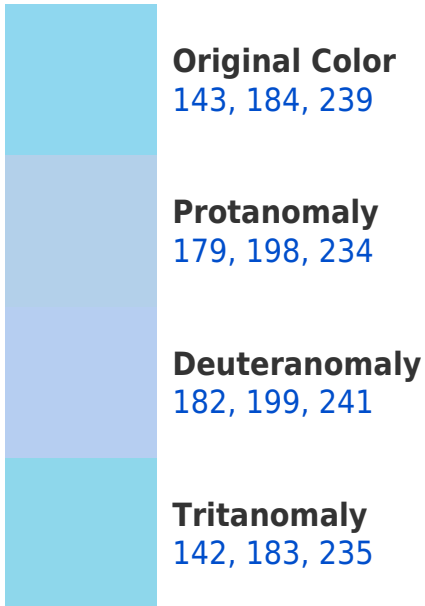 Original Color
143, 184, 239
Protanomaly
179, 198, 234
Deuteranomaly
182, 199, 241
Tritanomaly
142, 183, 235